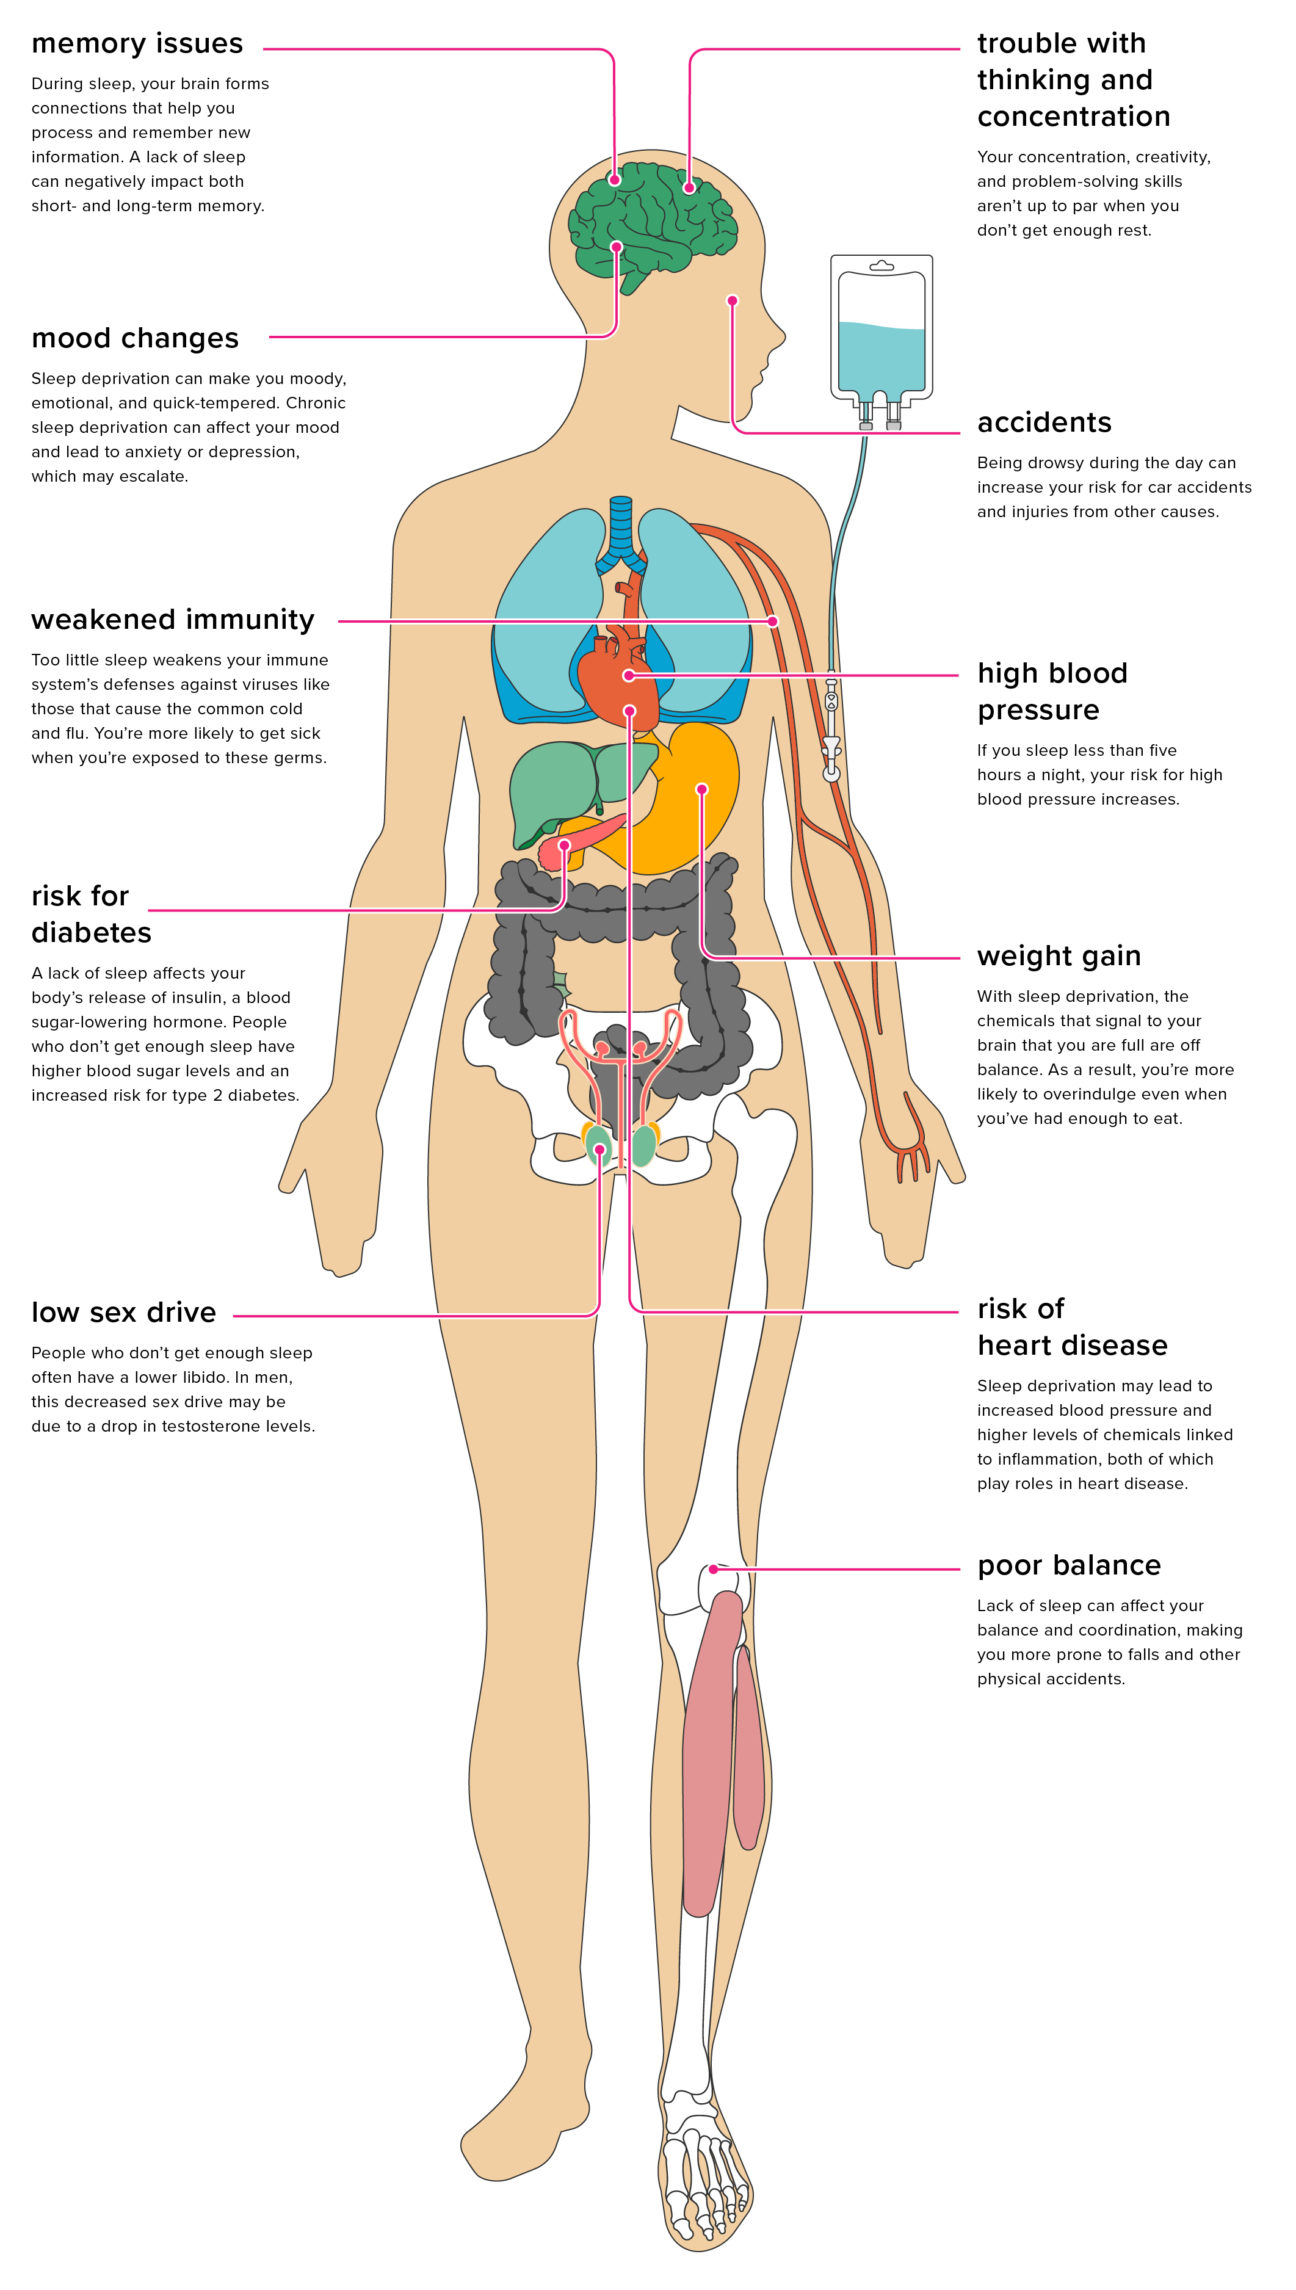 memory issues
During sleep, your brain forms
connections that help you
process and remember new
information. A lack of sleep
can negatively impact both
short- and long-term memory.
trouble with
thinking and
concentration
Your concentration, creativity,
and problem-solving skills
aren’t up to par when you
don’t get enough rest.
mood changes
Sleep deprivation can make you moody,
emotional, and quick-tempered. Chronic
sleep deprivation can affect your mood
and lead to anxiety or depression,
which may escalate.
accidents
Being drowsy during the day can
increase your risk for car accidents
and injuries from other causes.
weakened immunity
Too little sleep weakens your immune
system’s defenses against viruses like
those that cause the common cold
and flu. You’re more likely to get sick
when you’re exposed to these germs.
high blood
pressure
If you sleep less than five
hours a night, your risk for high
blood pressure increases.
risk for
diabetes
A lack of sleep affects your
body’s release of insulin, a blood
sugar-lowering hormone. People
who don’t get enough sleep have
higher blood sugar levels and an
increased risk for type 2 diabetes.
weight gain
With sleep deprivation, the
chemicals that signal to your
brain that you are full are off
balance. As a result, you’re more
likely to overindulge even when
you’ve had enough to eat.
low sex drive
People who don’t get enough sleep
often have a lower libido. In men,
this decreased sex drive may be
due to a drop in testosterone levels.
risk of
heart disease
Sleep deprivation may lead to
increased blood pressure and
higher levels of chemicals linked
to inflammation, both of which
play roles in heart disease.
poor balance
Lack of sleep can affect your
balance and coordination, making
you more prone to falls and other
physical accidents.